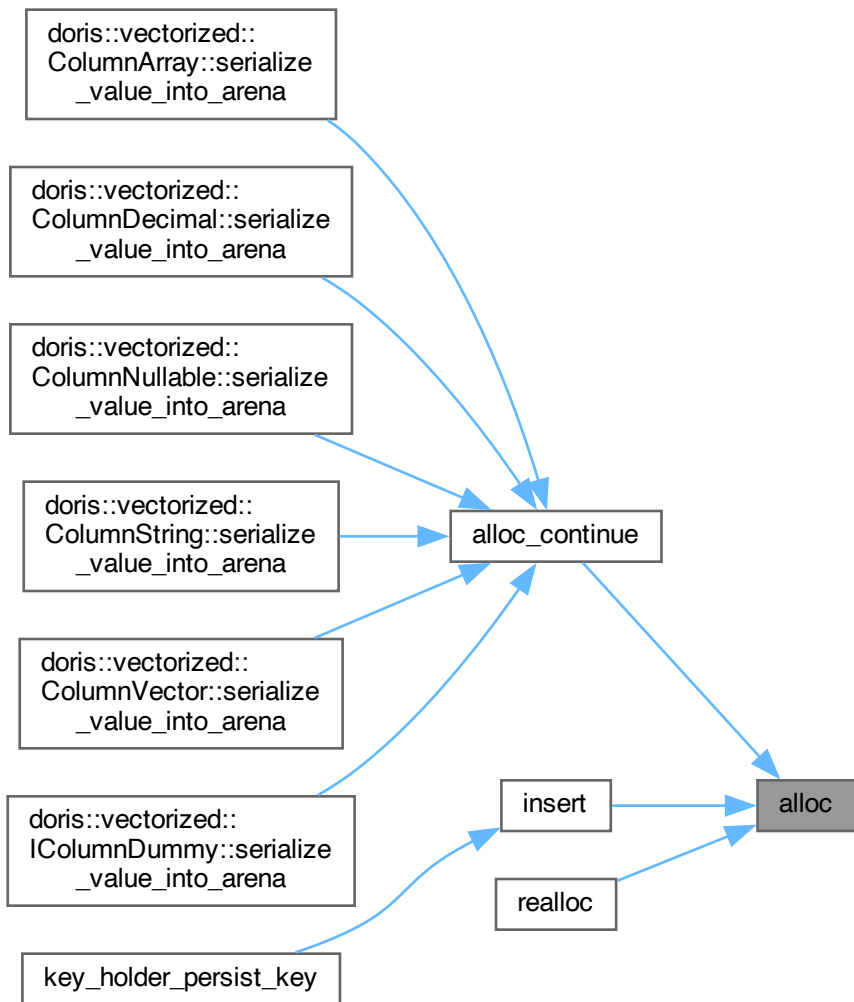 doris::vectorized::
ColumnArray::serialize
_value_into_arena
doris::vectorized::
ColumnDecimal::serialize
_value_into_arena
doris::vectorized::
ColumnNullable::serialize
_value_into_arena
doris::vectorized::
ColumnString::serialize
_value_into_arena
alloc_continue
doris::vectorized::
ColumnVector::serialize
_value_into_arena
doris::vectorized::
IColumnDummy::serialize
_value_into_arena
insert
alloc
realloc
key_holder_persist_key